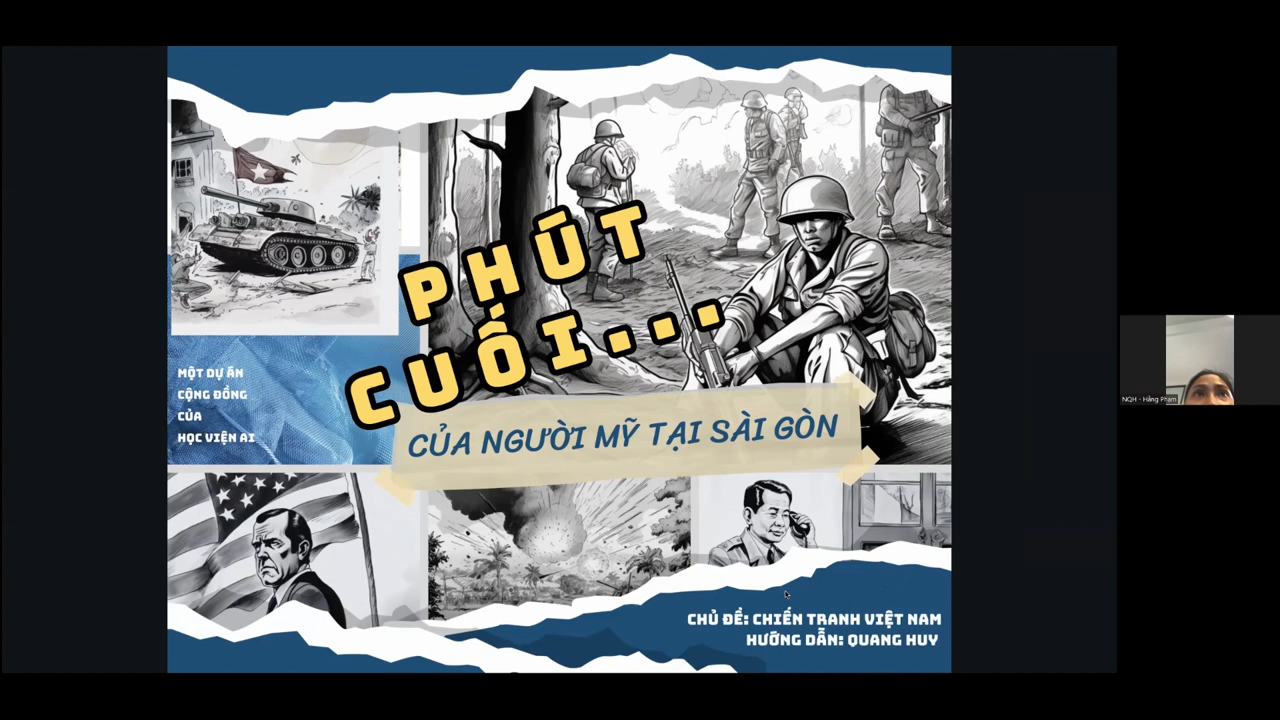 PHÚT
CUỐI...
CỦA NGƯỜI MỸ TẠI SÀI GÒN
MỘT DỰ ÁN
CỘNG ĐỒNG
CỦA
HỌC VIỆN AI
CHỦ ĐỀ: CHIẾN TRANH VIỆT NAM
HƯỚNG DẪN: QUANG HUY
NQH - Hằng Phạm